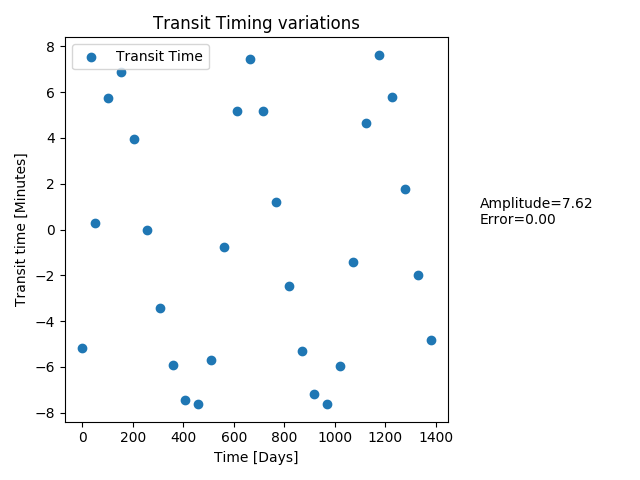 Transit Timing variations
Transit Time
8
6
4
2
0
−2
−4
−6
−8
Transit time [Minutes]
0 200 400 600 800 1000 1200 1400
Time [Days]
Amplitude=7.62
Error=0.00